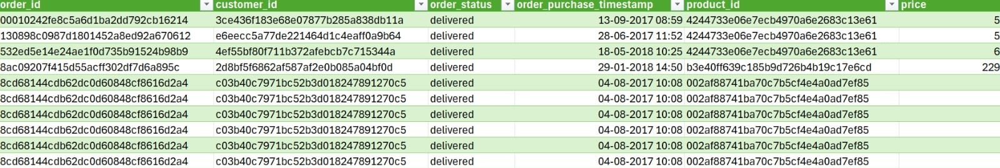 order_id customer_id order_status order_purchase_timestamp product_id price
00010242fe8c5a6d1ba2dd792cb16214 3ce436f183e68e07877b285a838db11a delivered 13-09-2017 08:59 4244733e06e7ecb4970a6e2683c13e61 5
130898c0987d1801452a8ed92a670612 e6eecc5a77de221464d1c4eaff0a9b64 delivered 28-06-2017 11:52 4244733e06e7ecb4970a6e2683c13e61 5
532ed5e14e24ae1f0d735b91524b98b9 4ef55bf80f711b372afebcb7c715344a delivered 18-05-2018 10:25 4244733e06e7ecb4970a6e2683c13e61 6
8ac09207f415d55acff302df7d6a895c 2d8bf5f6862af587af2e0b085a04bf0d delivered 29-01-2018 14:50 b3e40ff639c185b9d726b4b19c17e6cd 229
8cd68144cdb62dc0d60848cf8616d2a4 c03b40c7971bc52b3d018247891270c5 delivered 04-08-2017 10:08 002af88741ba70c7b5cf4e4a0ad7ef85
8cd68144cdb62dc0d60848cf8616d2a4 c03b40c7971bc52b3d018247891270c5 delivered 04-08-2017 10:08 002af88741ba70c7b5cf4e4a0ad7ef85
8cd68144cdb62dc0d60848cf8616d2a4 c03b40c7971bc52b3d018247891270c5 delivered 04-08-2017 10:08 002af88741ba70c7b5cf4e4a0ad7ef85
8cd68144cdb62dc0d60848cf8616d2a4 c03b40c7971bc52b3d018247891270c5 delivered 04-08-2017 10:08 002af88741ba70c7b5cf4e4a0ad7ef85
8cd68144cdb62dc0d60848cf8616d2a4 c03b40c7971bc52b3d018247891270c5 delivered 04-08-2017 10:08 002af88741ba70c7b5cf4e4a0ad7ef85
8cd68144cdb62dc0d60848cf8616d2a4 c03b40c7971bc52b3d018247891270c5 delivered 04-08-2017 10:08 002af88741ba70c7b5cf4e4a0ad7ef85